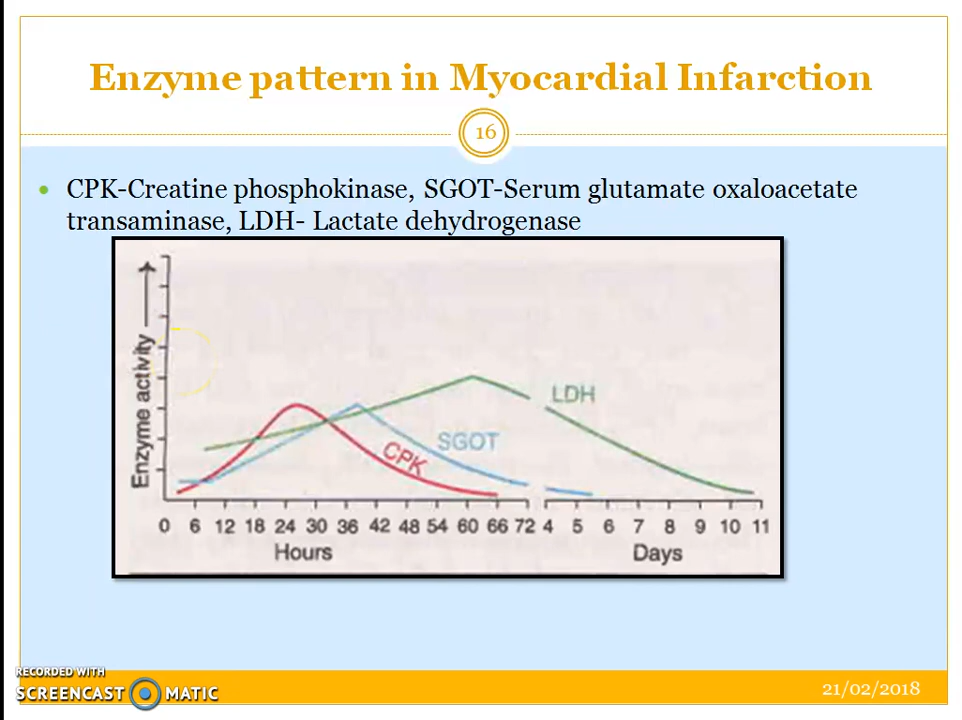 Enzyme pattern in Myocardial Infarction
16
CPK-Creatine phosphokinase, SGOT-Serum glutamate oxaloacetate
transaminase, LDH- Lactate dehydrogenase
Enzyme activity
LDH
SGOT
CPK
0 6 12 18 24 30 36 42 48 54 60 66 72 4 5 6 7 8 9 10 11
Hours Days
RECORDED WITH
SCREENCAST MATIC
21/02/2018